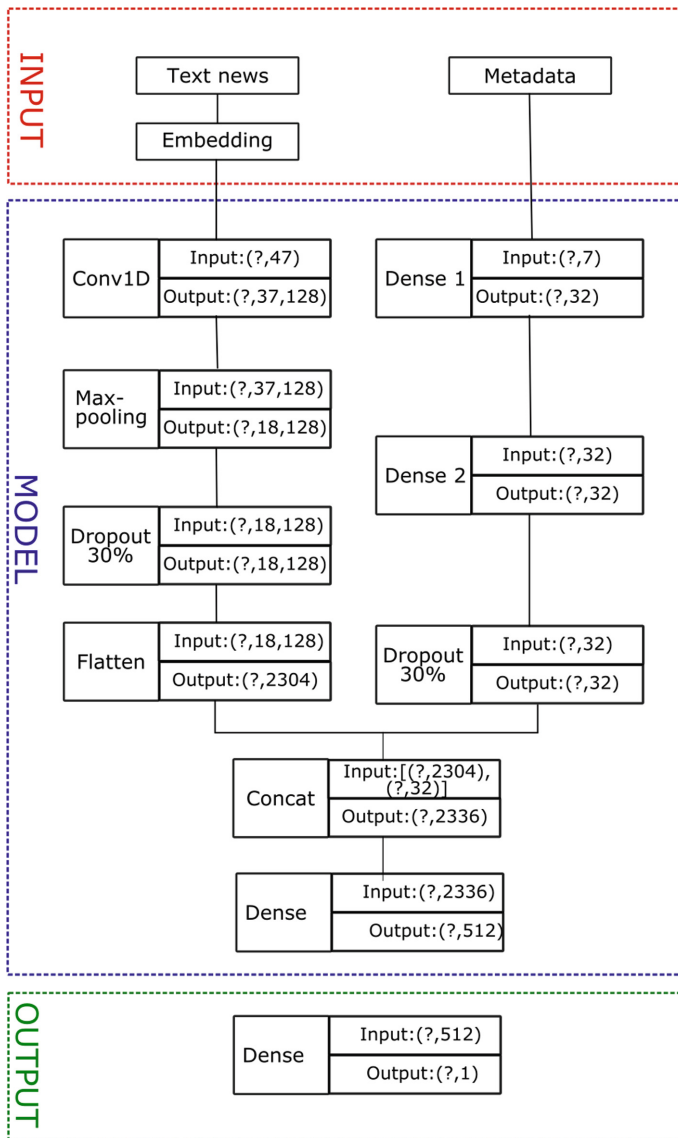 INPUT
Text news
Metadata
Embedding
MODEL
Conv1D
Input:(?,47)
Output:(?,37,128)
Dense 1
Input:(?,7)
Output:(?,32)
Max-
pooling
Input:(?,37,128)
Output:(?,18,128)
Dense 2
Input:(?,32)
Output:(?,32)
Dropout
30%
Input:(?,18,128)
Output:(?,18,128)
Flatten
Input:(?,18,128)
Output:(?,2304)
Dropout
30%
Input:(?,32)
Output:(?,32)
Concat
Input:[(?,2304),
(?,32)]
Output:(?,2336)
Dense
Input:(?,2336)
Output:(?,512)
OUTPUT
Dense
Input:(?,512)
Output:(?,1)